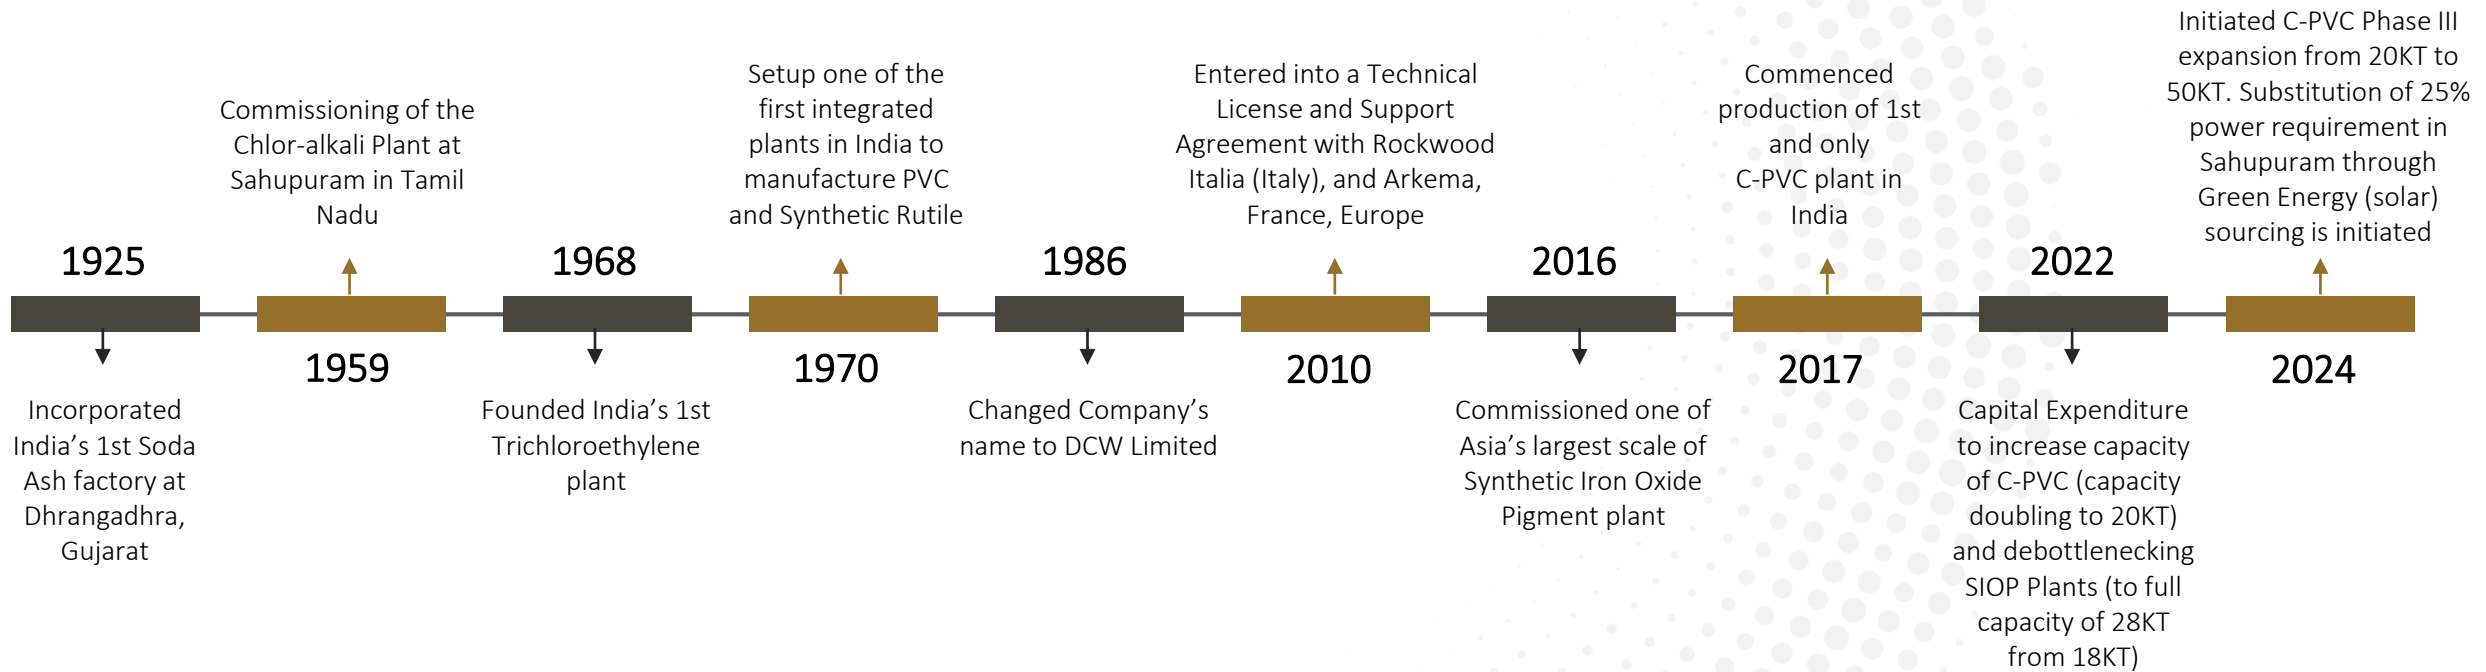 1925
Incorporated
India’s 1st Soda
Ash factory at
Dhrangadhra,
Gujarat
Commissioning of the
Chlor-alkali Plant at
Sahupuram in Tamil
Nadu
1959
1968
Founded India’s 1st
Trichloroethylene
plant
Setup one of the
first integrated
plants in India to
manufacture PVC
and Synthetic Rutile
1970
1986
Changed Company’s
name to DCW Limited
Entered into a Technical
License and Support
Agreement with Rockwood
Italia (Italy), and Arkema,
France, Europe
2010
2016
Commissioned one of
Asia’s largest scale of
Synthetic Iron Oxide
Pigment plant
Commenced
production of 1st
and only
C-PVC plant in
India
2017
2022
Capital Expenditure
to increase capacity
of C-PVC (capacity
doubling to 20KT)
and debottlenecking
SIOP Plants (to full
capacity of 28KT
from 18KT)
Initiated C-PVC Phase III
expansion from 20KT to
50KT. Substitution of 25%
power requirement in
Sahupuram through
Green Energy (solar)
sourcing is initiated
2024